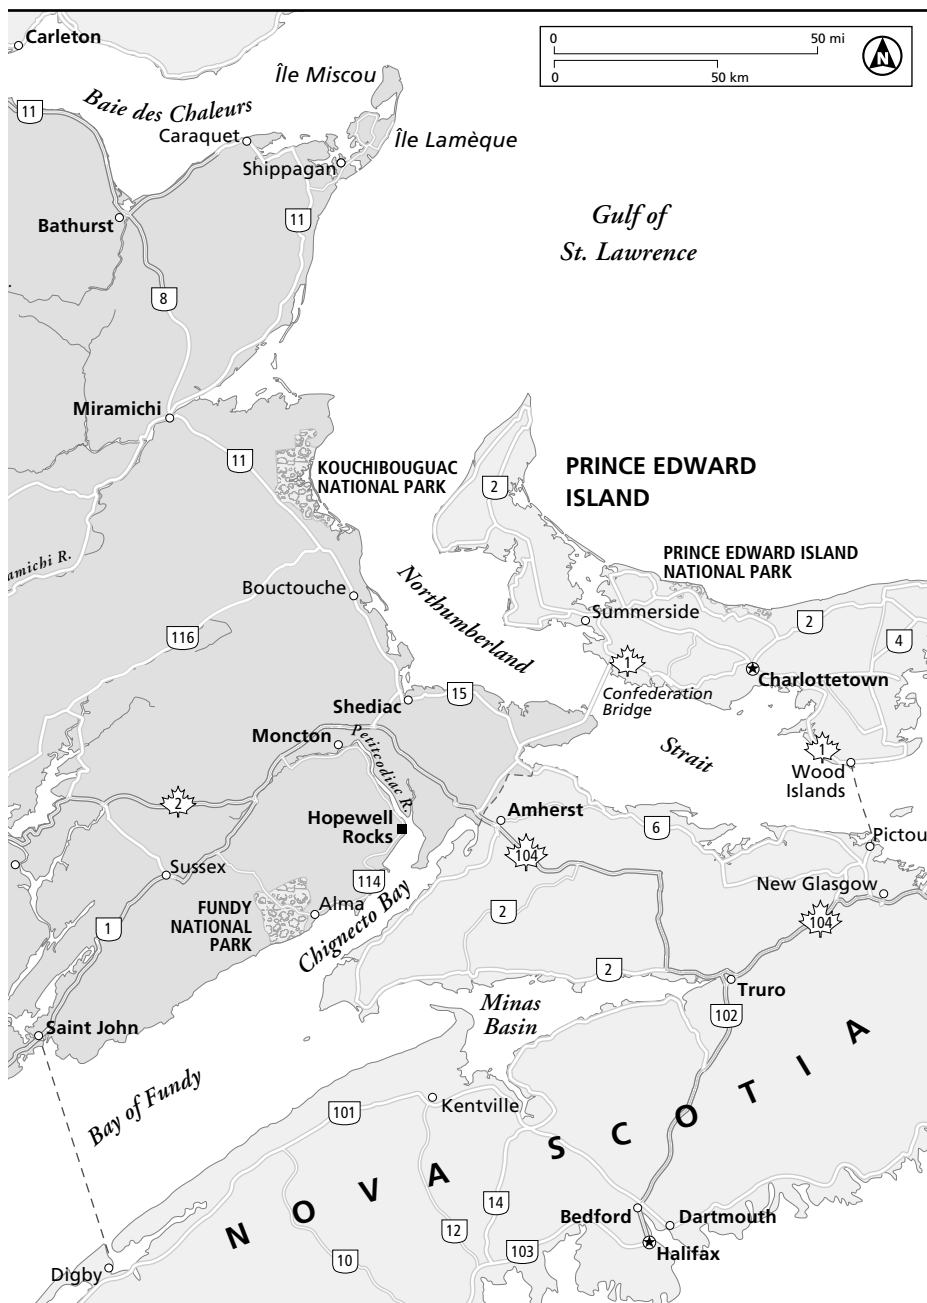 Carleton
0
50 mi
0
50 km
N
Île Miscou
Baie des Chaleurs
11
Caraquet
Île Lamèque
Shippagan
Bathurst
11
Gulf of
St. Lawrence
8
Miramichi
11
KOUCHIBOUGUAC
NATIONAL PARK
2
PRINCE EDWARD
ISLAND
PRINCE EDWARD ISLAND
NATIONAL PARK
amichi R.
Bouctouche
Northumberland
Summerside
2
4
116
1
Charlottetown
Confederation
Bridge
Shediac
15
Moncton
Petitcodiac R.
Strait
1
Wood
Islands
2
Hopewell
Rocks
Amherst
6
Pictou
104
Sussex
114
New Glasgow
Alma
FUNDY
NATIONAL
PARK
Chignecto Bay
2
104
1
2
Truro
Minas
Basin
102
Saint John
Bay of Fundy
101
Kentville
NOVA SCOTIA
14
12
Bedford
Dartmouth
103
Halifax
10
Digby